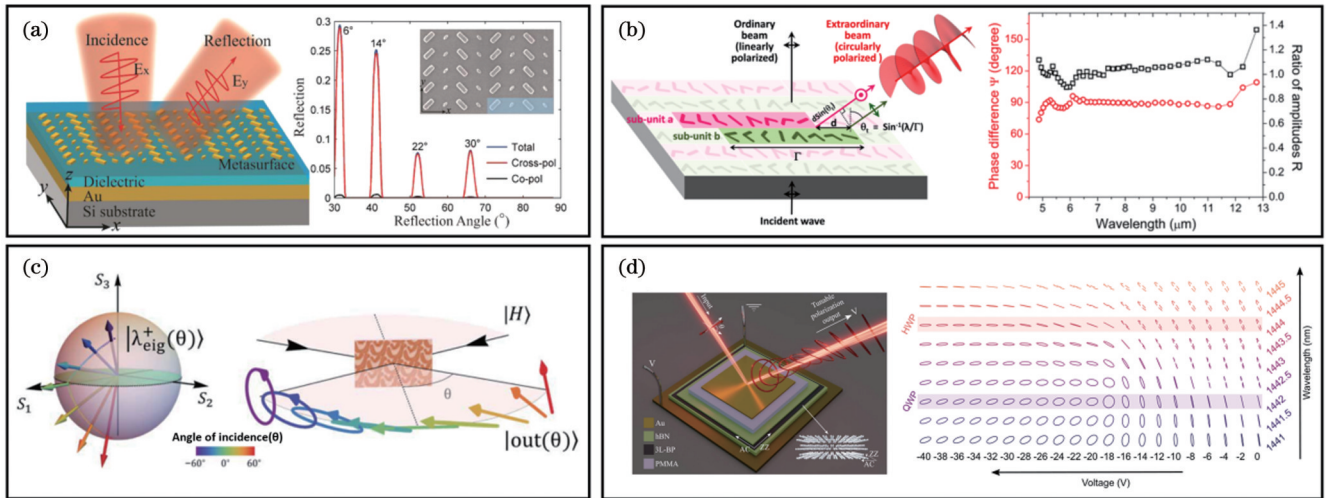 (a)
Incidence
Reflection
Ex
Ey
Metasurface
Dielectric
Au
Si substrate
z
y
x
Reflection
0.3
0.25
0.2
0.15
0.1
0.05
0
6°
14°
22°
30°
Total
Cross-pol
Co-pol
30 40 50 60 70 80 90
Reflection Angle (°)
(b)
Ordinary
beam
(linearly
polarized)
Extraordinary
beam
(circularly
polarized )
sub-unit a
sub-unit b
dsin(θt)
d
θt = Sin-1(λ/Γ)
Γ
Incident wave
Phase difference Ψ (degree)
150
120
90
60
30
0
Ratio of amplitudes R
1.4
1.2
1.0
0.8
0.6
0.4
0.2
0.0
5 6 7 8 9 10 11 12 13
Wavelength (μm)
(c)
S3
|λ+eig(θ)⟩
S1
S2
Angle of incidence(θ)
−60° 0° 60°
|H⟩
θ
|out(θ)⟩
(d)
Input
Tunable
polarization
output
V
V
Au
hBN
3L-BP
PMMA
AC
ZZ
ZZ
AC
HWP
QWP
1445
1444.5
1444
1443.5
1443
1442.5
1442
1441.5
1441
Wavelength (nm)
-40 -38 -36 -34 -32 -30 -28 -26 -24 -22 -20 -18 -16 -14 -12 -10 -8 -6 -4 -2 0
Voltage (V)